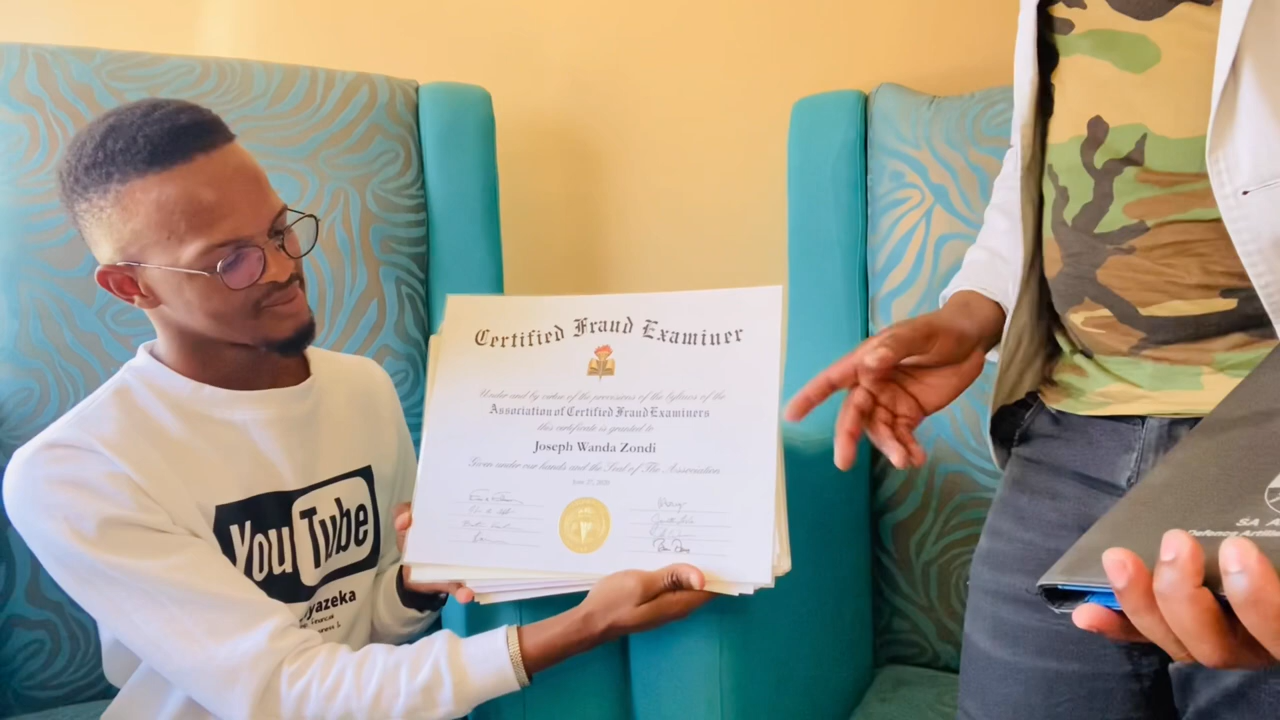 Certified Fraud Examiner
Under and by virtue of the provisions of the bylaws of the
Association of Certified Fraud Examiners
this certificate is granted to
Joseph Wanda Zondi
Given under our hands and the Seal of The Association
YouTube
yazeka
SA A
Defence Artille